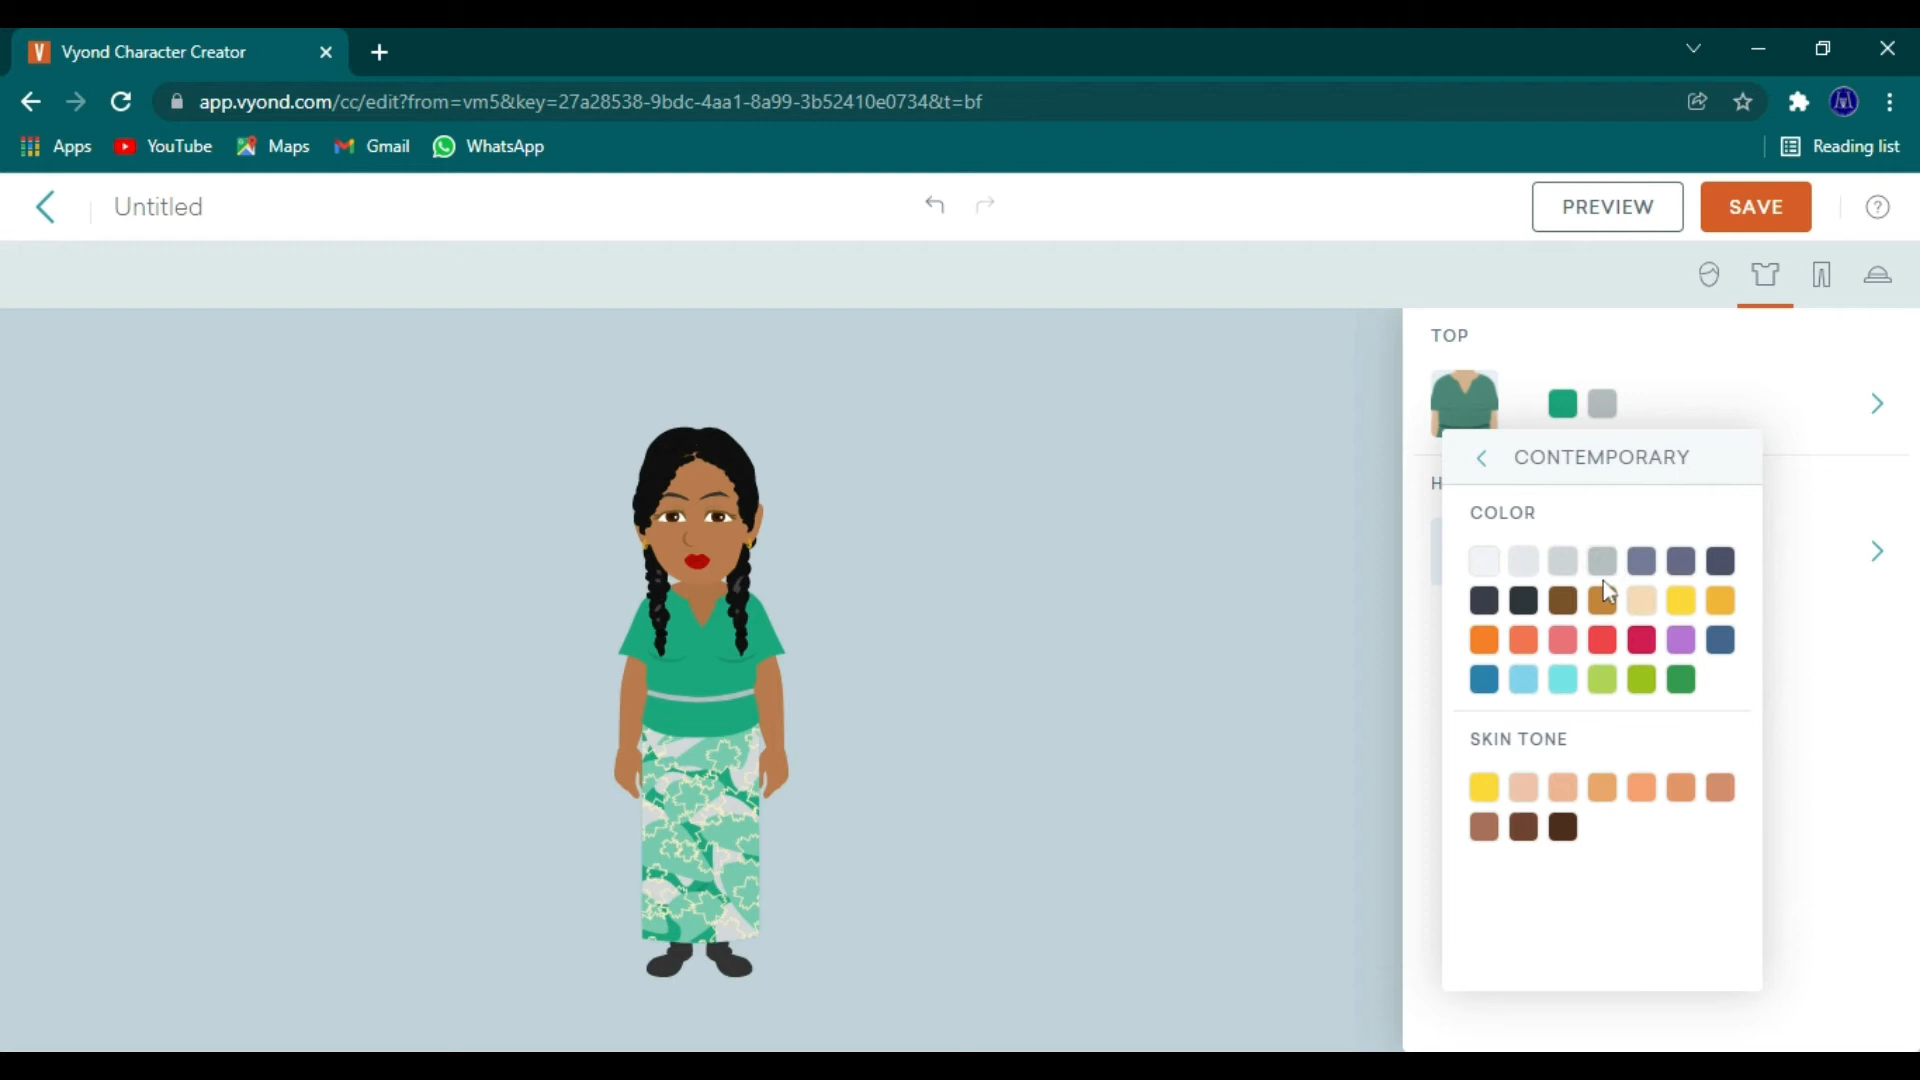 Vyond Character Creator
app.vyond.com/cc/edit?from=vm5&key=27a28538-9bdc-4aa1-8a99-3b52410e0734&t=bf
Apps YouTube Maps Gmail WhatsApp Reading list
Untitled PREVIEW SAVE
TOP
CONTEMPORARY
H
COLOR
SKIN TONE